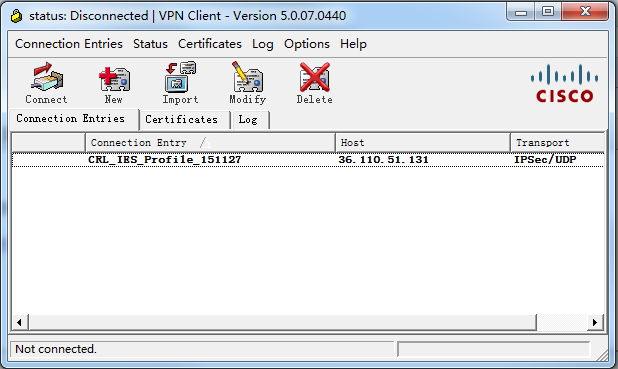 status: Disconnected | VPN Client - Version 5.0.07.0440
Connection Entries Status Certificates Log Options Help
Connect New Import Modify Delete
CISCO
Connection Entries Certificates Log
Connection Entry Host Transport
CRL_IES_Profile_151127 36.110.51.131 IPSec/UDP
Not connected.